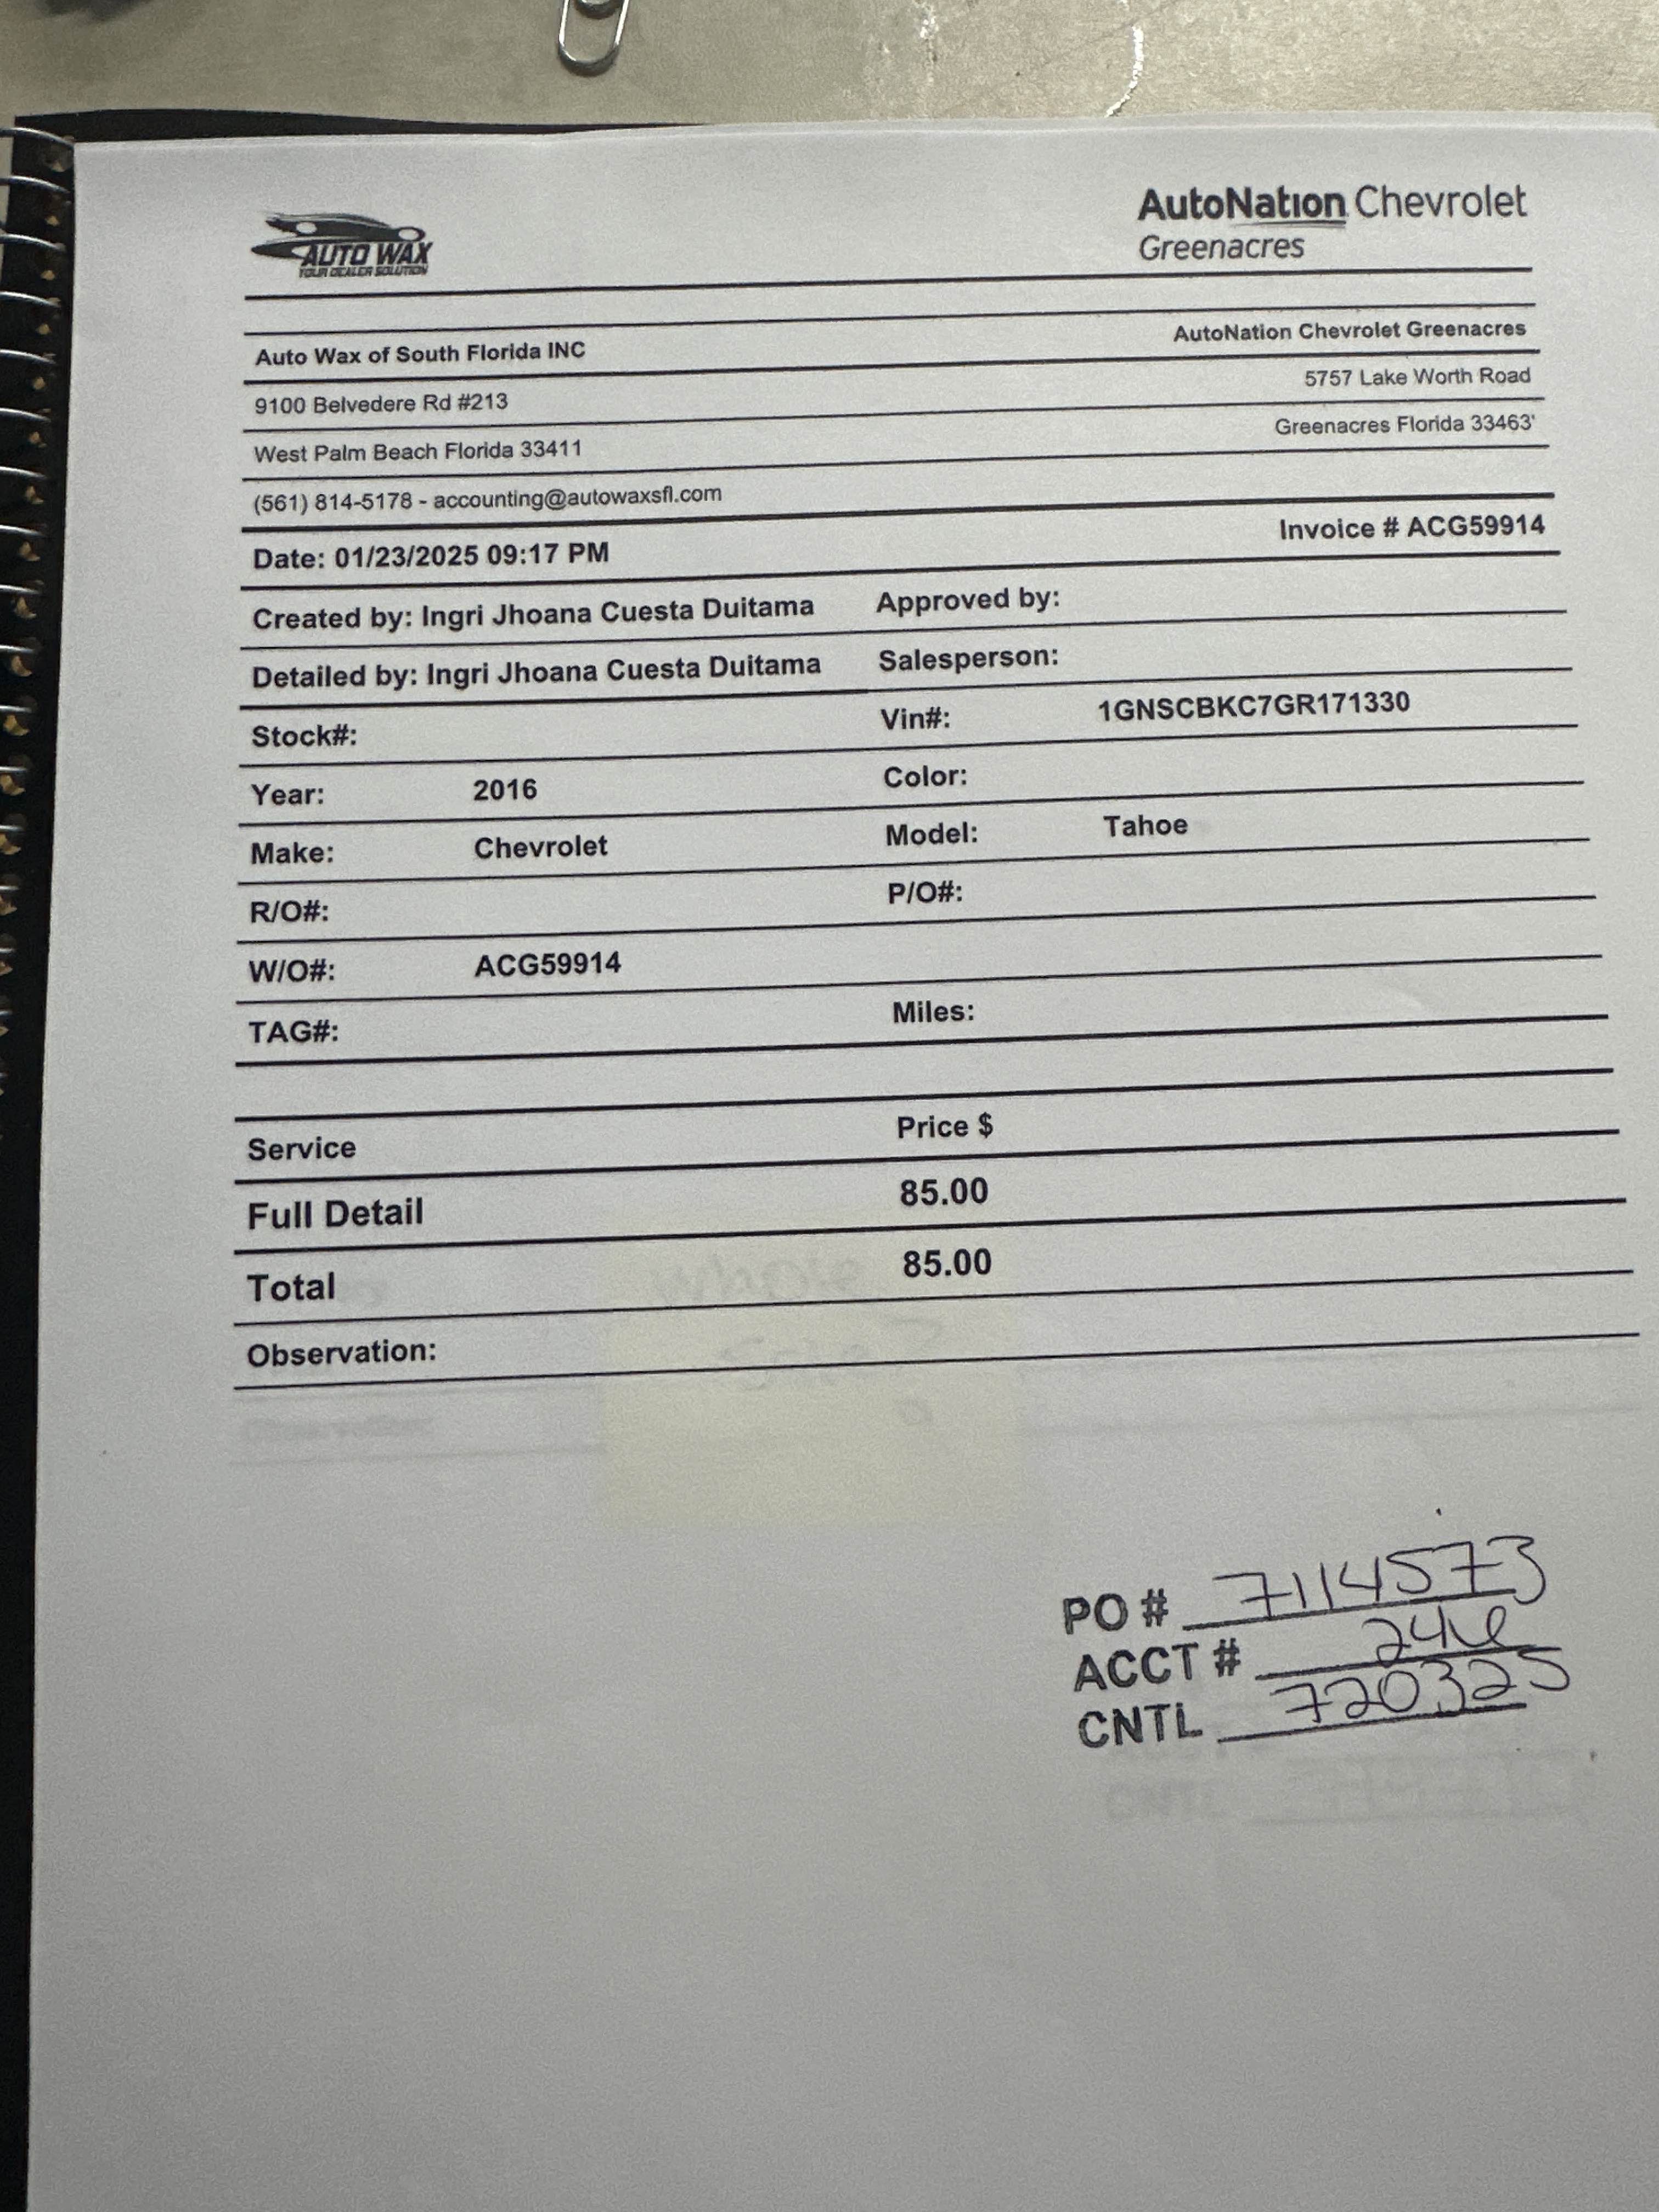 AUTO WAX
YOUR DEALER SOLUTION
AutoNation Chevrolet
Greenacres
Auto Wax of South Florida INC
AutoNation Chevrolet Greenacres
9100 Belvedere Rd #213
5757 Lake Worth Road
West Palm Beach Florida 33411
Greenacres Florida 33463'
(561) 814-5178 - accounting@autowaxsfl.com
Date: 01/23/2025 09:17 PM
Invoice # ACG59914
Created by: Ingri Jhoana Cuesta Duitama Approved by:
Detailed by: Ingri Jhoana Cuesta Duitama Salesperson:
Stock#: Vin#: 1GNSCBKC7GR171330
Year: 2016 Color:
Make: Chevrolet Model: Tahoe
R/O#: P/O#:
W/O#: ACG59914
TAG#: Miles:
Service Price $
Full Detail 85.00
Total 85.00
Observation:
PO # 7114573
ACCT # 246
CNTL 720325